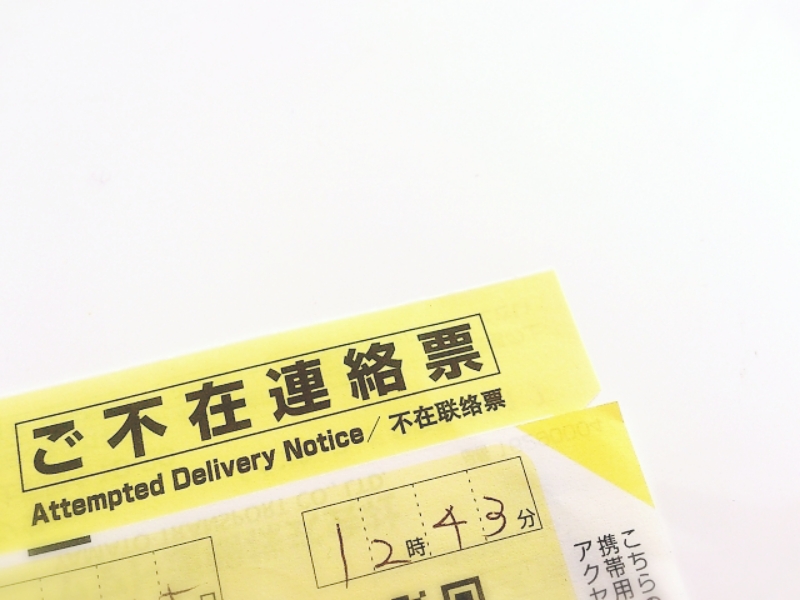 ご不在連絡票
Attempted Delivery Notice/不在联络票
12時43分
こちらの
携帯用
アクセ